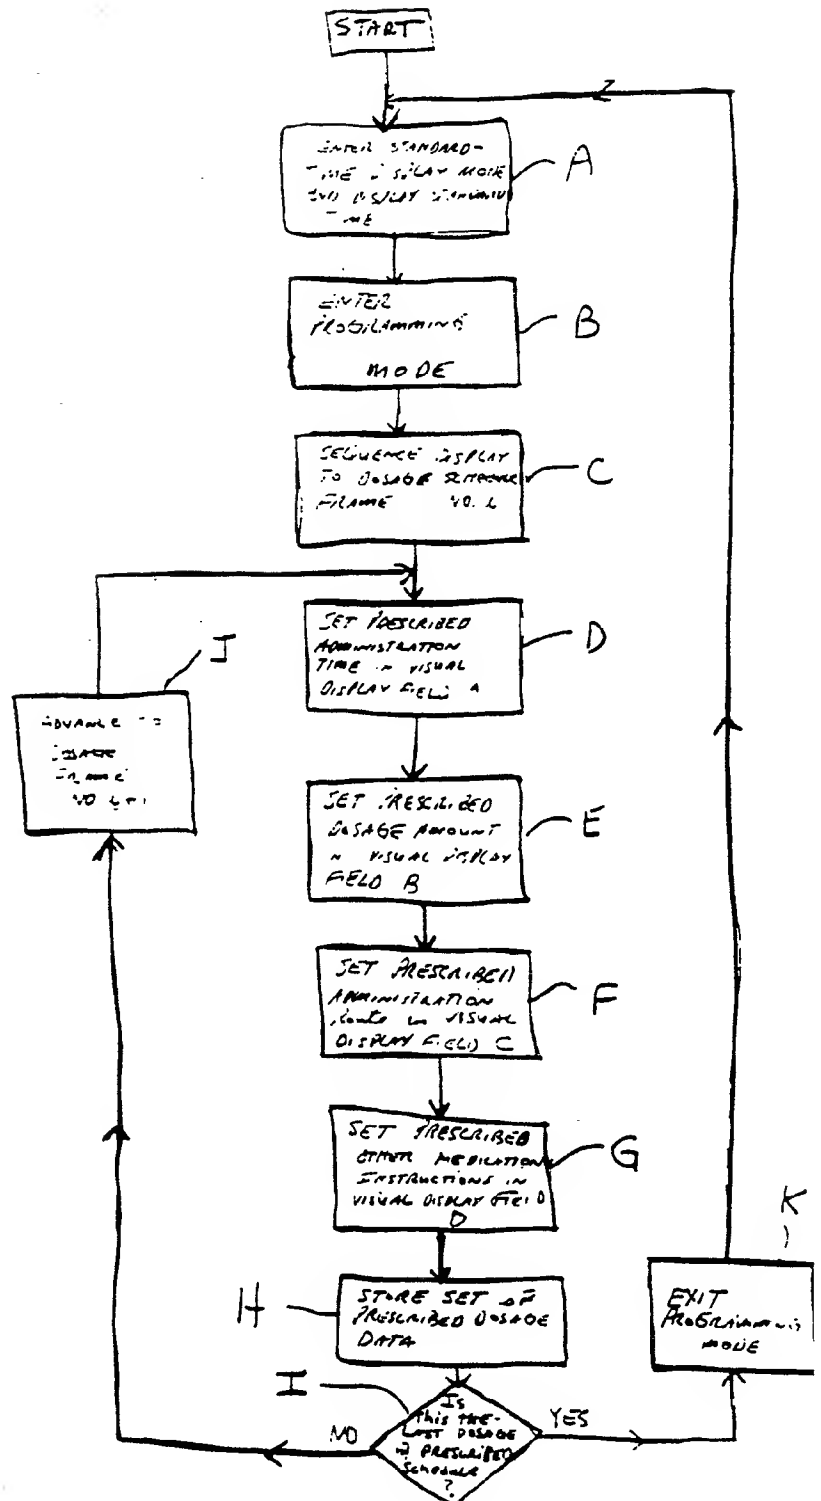 START
ENTER STANDARD-
TIME DISPLAY MODE
AND DISPLAY STANDARD
TIME
A
ENTER
PROGRAMMING
MODE
B
SEQUENCE DISPLAY
TO DOSAGE SCHEDULE
FRAME NO. i
C
SET PRESCRIBED
ADMINISTRATION
TIME IN VISUAL
DISPLAY FIELD A
D
J
ADVANCE TO
DOSAGE
FRAME
NO i+1
SET PRESCRIBED
DOSAGE AMOUNT
IN VISUAL DISPLAY
FIELD B
E
SET PRESCRIBED
ADMINISTRATION
Route in VISUAL
DISPLAY FIELD C
F
SET PRESCRIBED
OTHER MEDICATION
INSTRUCTIONS IN
VISUAL DISPLAY FIELD
D
G
STORE SET OF
PRESCRIBED DOSAGE
DATA
H
K
EXIT
PROGRAMMING
MODE
I
Is
this the
LAST DOSAGE
PRESCRIBED
SCHEDULE
?
NO
YES